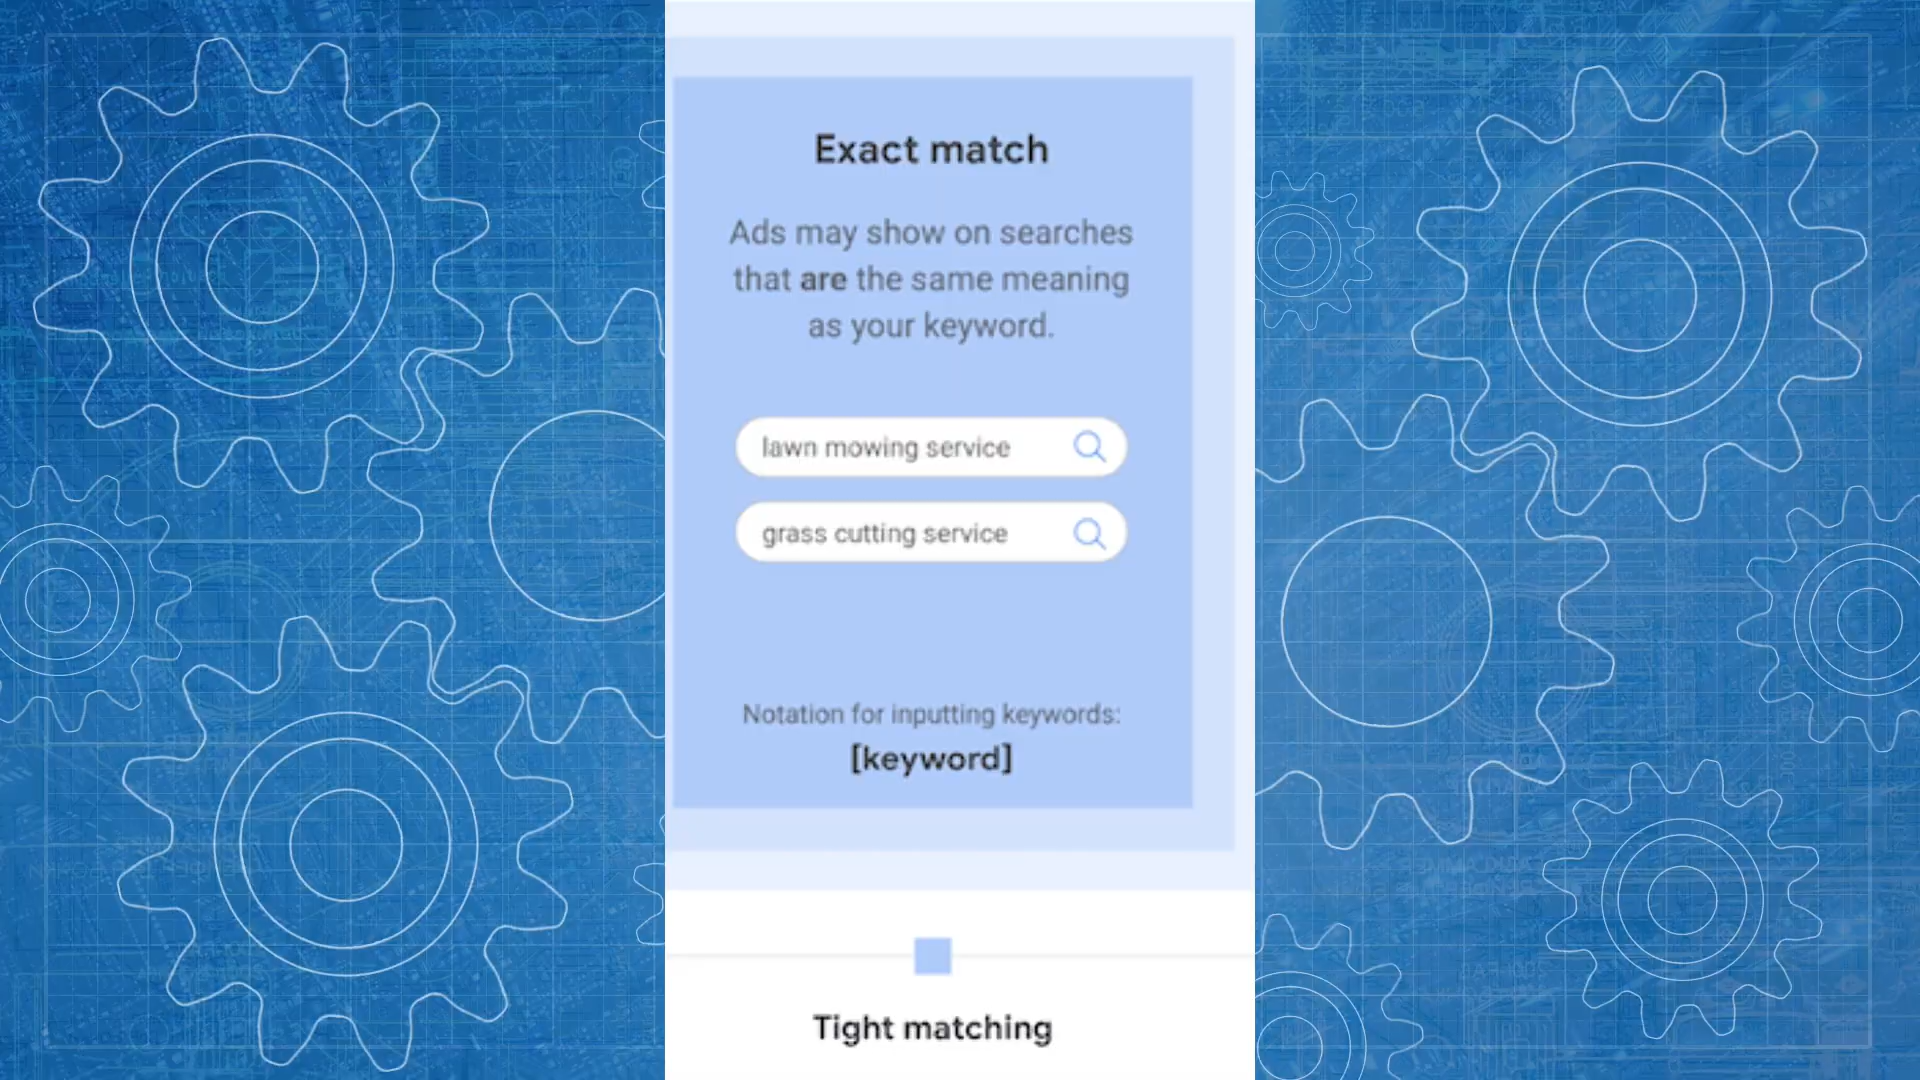 Exact match
Ads may show on searches
that are the same meaning
as your keyword.
lawn mowing service
grass cutting service
Notation for inputting keywords:
[keyword]
Tight matching